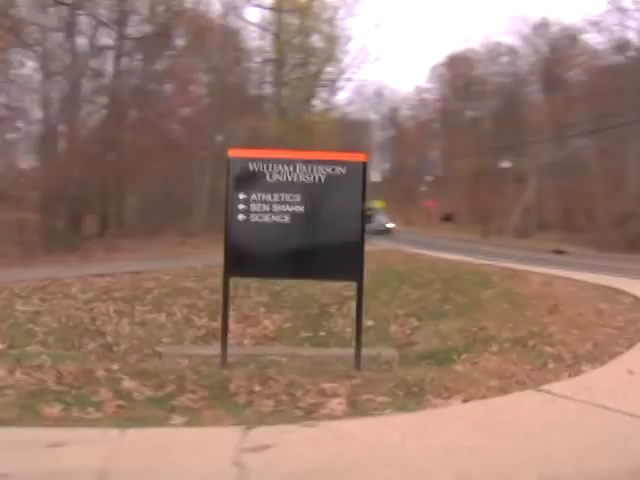 WILLIAM PATERSON
UNIVERSITY
← ATHLETICS
← BEN SHAHN
← SCIENCE